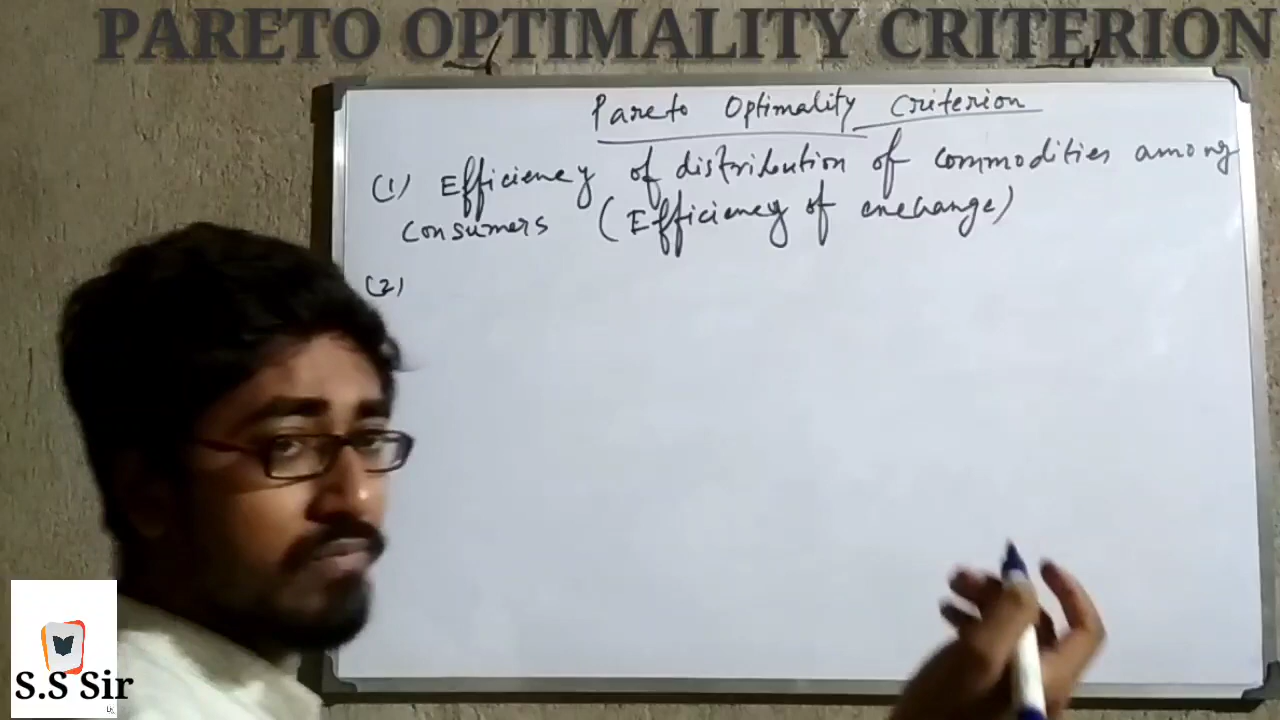 PARETO OPTIMALITY CRITERION
Pareto Optimality Criterion
(1) Efficiency of distribution of commodities among
consumers (Efficiency of exchange)
(2)
S.S Sir